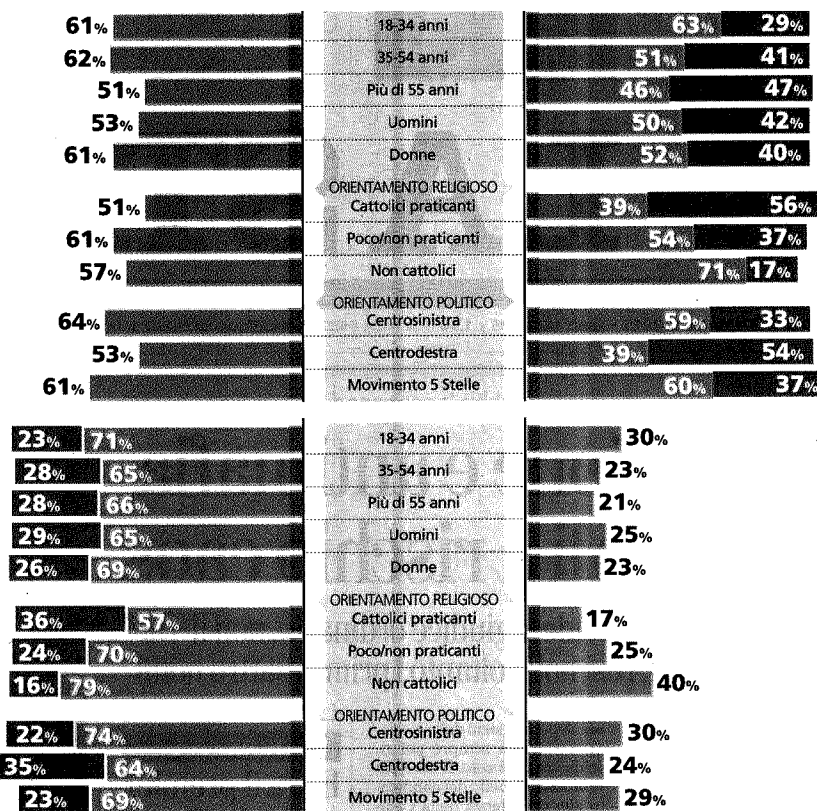 61% 18-34 anni 63% 29%
62% 35-54 anni 51% 41%
51% Più di 55 anni 46% 47%
53% Uomini 50% 42%
61% Donne 52% 40%
ORIENTAMENTO RELIGIOSO
51% Cattolici praticanti 39% 56%
61% Poco/non praticanti 54% 37%
57% Non cattolici 71% 17%
ORIENTAMENTO POLITICO
64% Centrosinistra 59% 33%
53% Centrodestra 39% 54%
61% Movimento 5 Stelle 60% 37%
23% 71% 18-34 anni 30%
28% 65% 35-54 anni 23%
28% 66% Più di 55 anni 21%
29% 65% Uomini 25%
26% 69% Donne 23%
ORIENTAMENTO RELIGIOSO
36% 57% Cattolici praticanti 17%
24% 70% Poco/non praticanti 25%
16% 79% Non cattolici 40%
ORIENTAMENTO POLITICO
22% 74% Centrosinistra 30%
35% 64% Centrodestra 24%
23% 69% Movimento 5 Stelle 29%